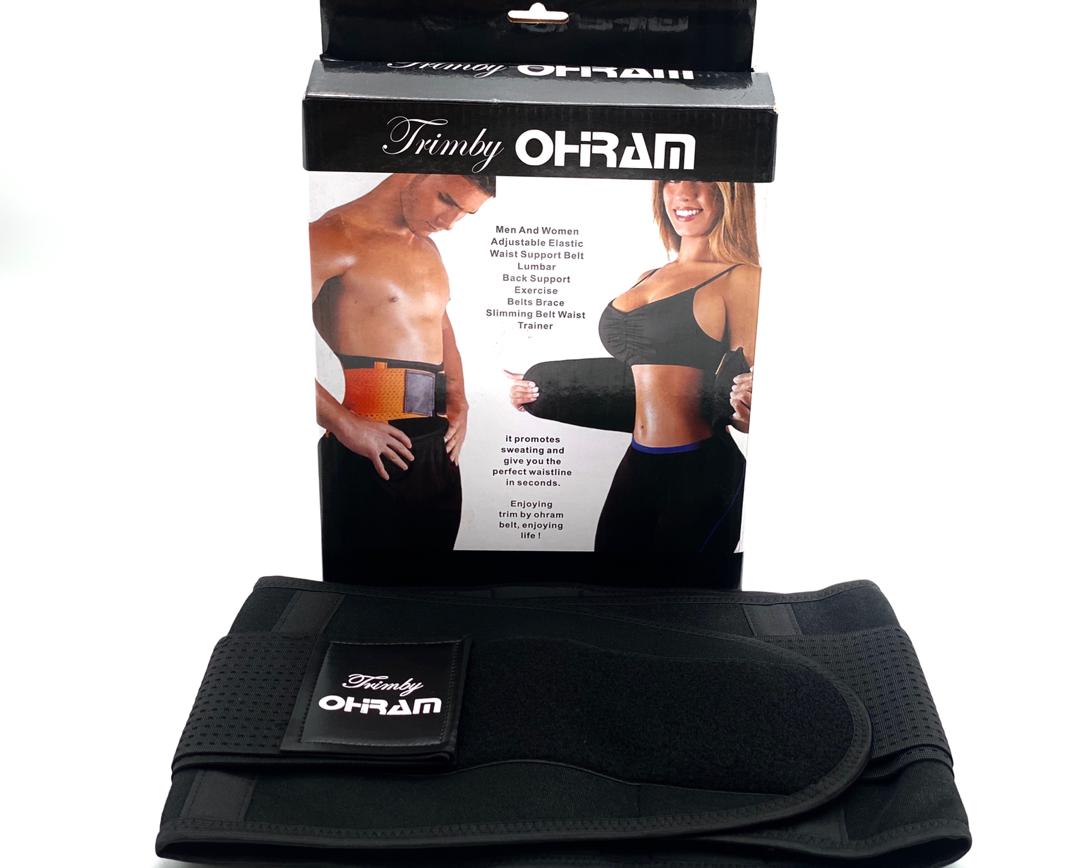 Trimby OHRAM
Trimby OHRAM
Men And Women
Adjustable Elastic
Waist Support Belt
Lumbar
Back Support
Exercise
Belts Brace
Slimming Belt Waist
Trainer
it promotes
sweating and
give you the
perfect waistline
in seconds.
Enjoying
trim by ohram
belt, enjoying
life !
Trimby
OHRAM